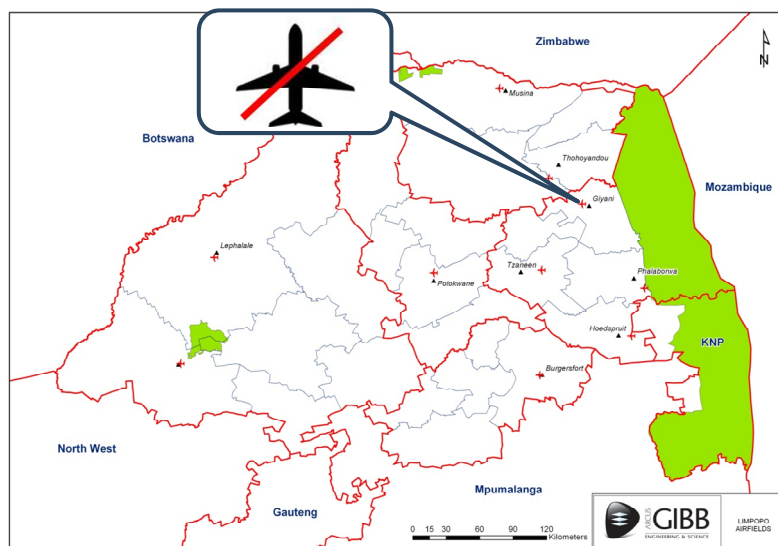 Zimbabwe
N
Musina
Botswana
Thohoyandou
Mozambique
Giyani
Lephalale
Tzaneen
Polokwane
Phalaborwa
Hoedspruit
KNP
Burgersfort
North West
Mpumalanga
Gauteng
0 15 30 60 90 120
Kilometers
ARCUS
GIBB
ENGINEERING & SCIENCE
LIMPOPO
AIRFIELDS